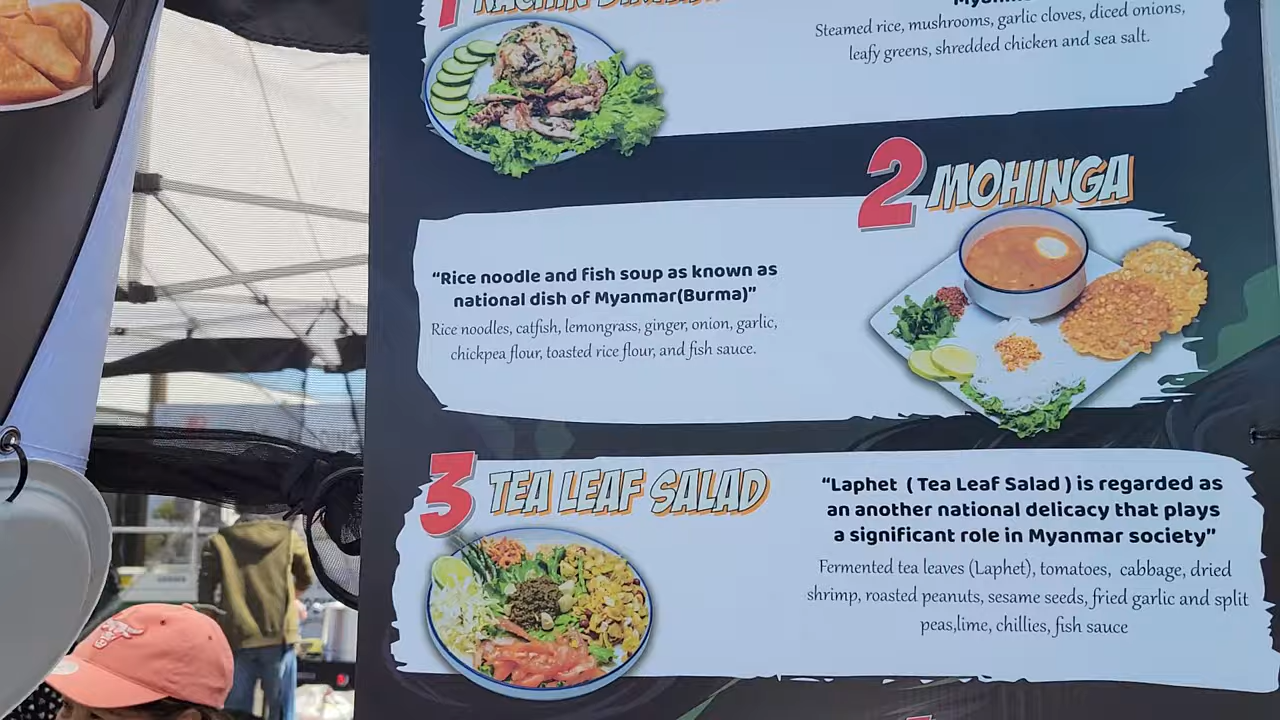 1
Steamed rice, mushrooms, garlic cloves, diced onions,
leafy greens, shredded chicken and sea salt.
2 MOHINGA
“Rice noodle and fish soup as known as
national dish of Myanmar(Burma)”
Rice noodles, catfish, lemongrass, ginger, onion, garlic,
chickpea flour, toasted rice flour, and fish sauce.
3 TEA LEAF SALAD
“Laphet ( Tea Leaf Salad ) is regarded as
an another national delicacy that plays
a significant role in Myanmar society”
Fermented tea leaves (Laphet), tomatoes, cabbage, dried
shrimp, roasted peanuts, sesame seeds, fried garlic and split
peas,lime, chillies, fish sauce